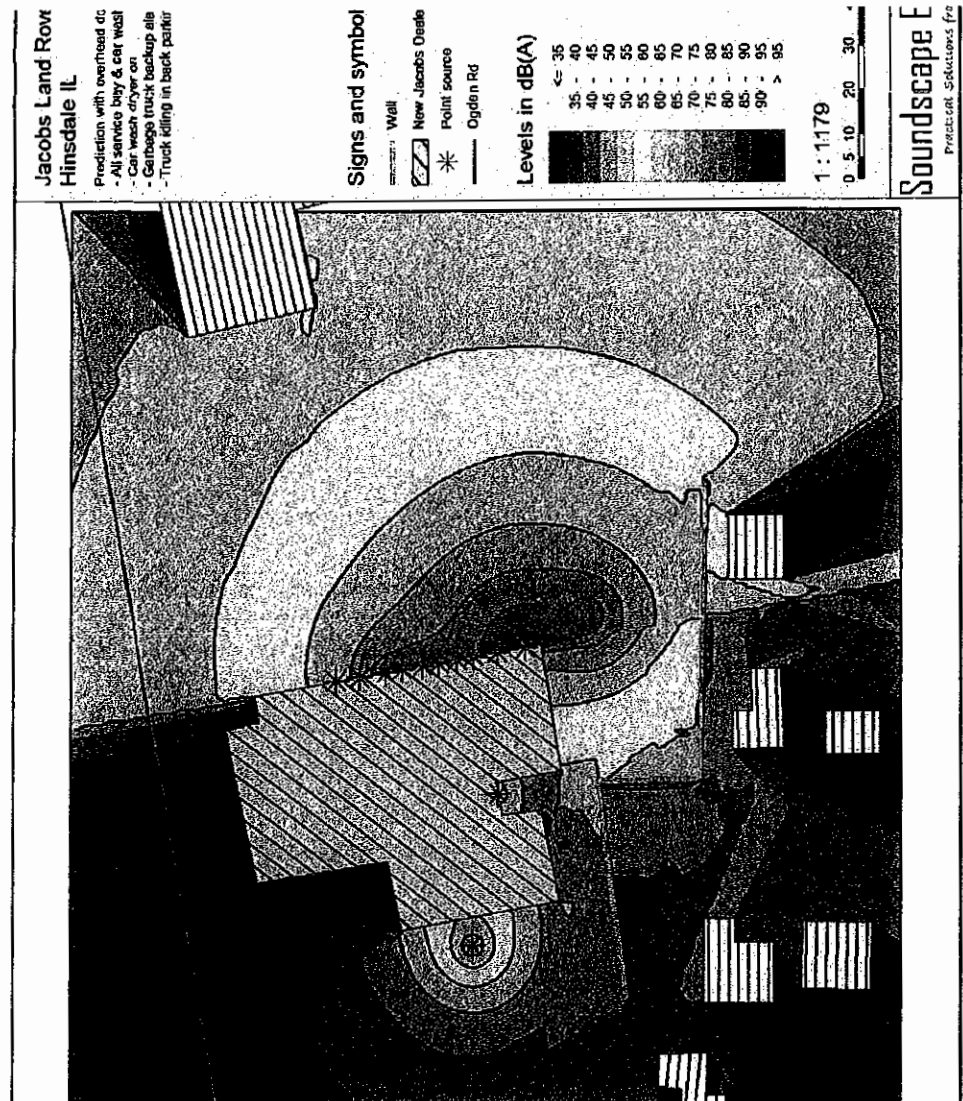 Jacobs Land Rove
Hinsdale IL
Prediction with overhead do
- All service bay & car wash
- Car wash dryer on
- Garbage truck backup ala
- Truck idling in back parkin
Signs and symbol
Wall
New Jacobs Deale
Point source
Ogden Rd
Levels in dB(A)
<= 35
35 - 40
40 - 45
45 - 50
50 - 55
55 - 60
60 - 65
65 - 70
70 - 75
75 - 80
80 - 85
85 - 90
90 - 95
> 95
1 : 1179
0 5 10 20 30
Soundscape E
Practical Solutions fro